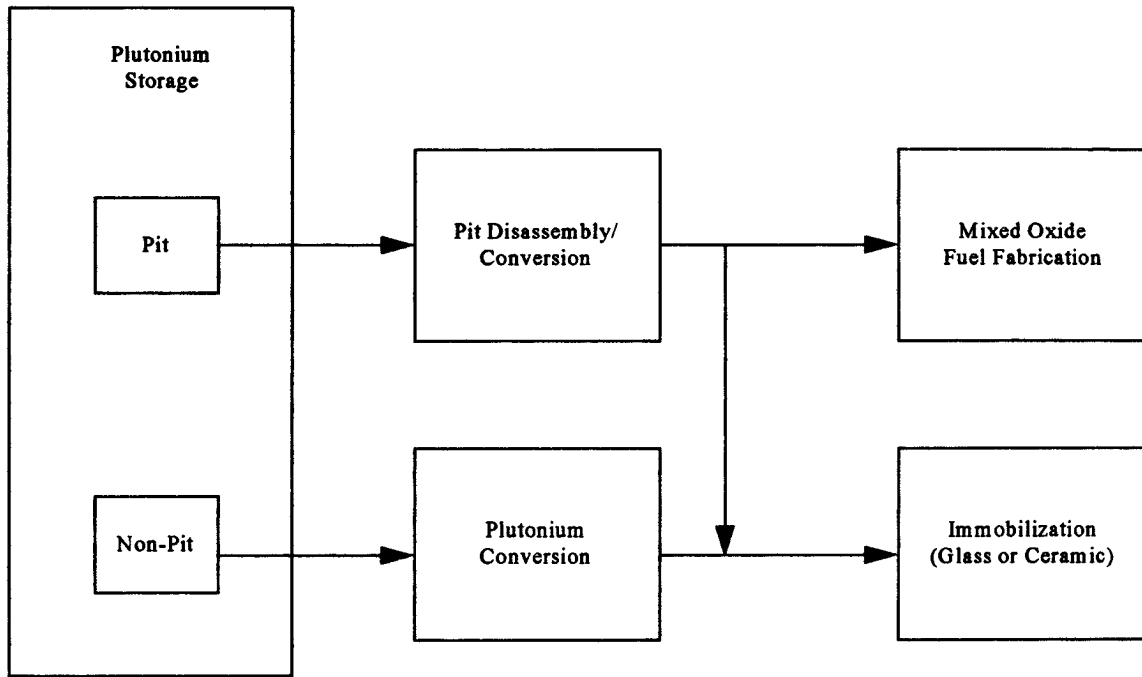 Plutonium
Storage
Pit
Pit Disassembly/
Conversion
Mixed Oxide
Fuel Fabrication
Non-Pit
Plutonium
Conversion
Immobilization
(Glass or Ceramic)